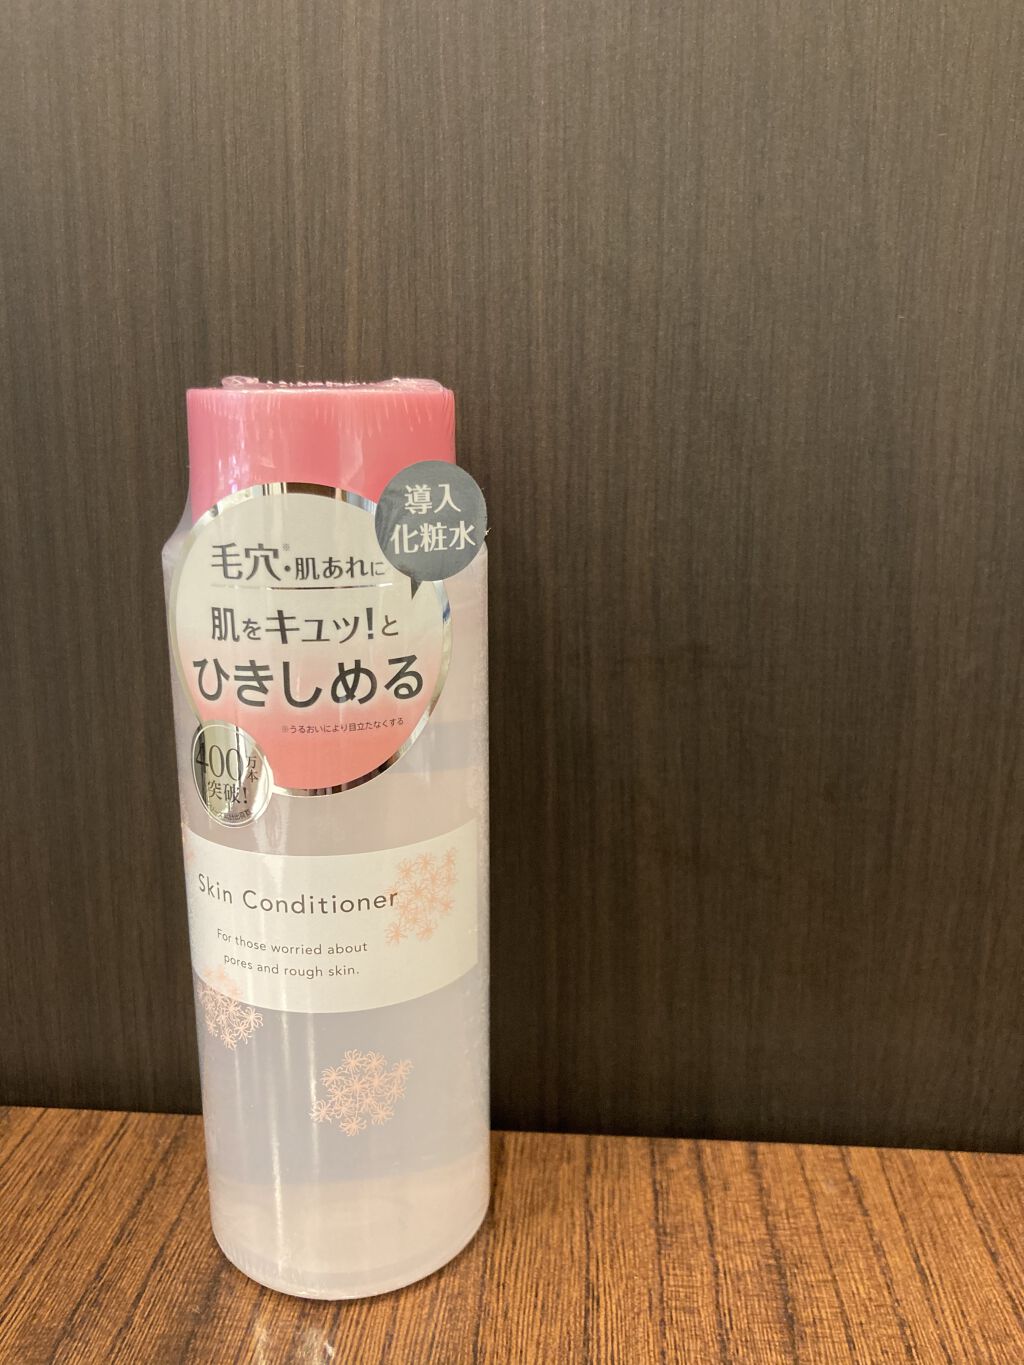 導入
化粧水
毛穴※・肌あれに
肌をキュッ!と
ひきしめる
※うるおいにより目立たなくする
400万本
突破!
Skin Conditioner
For those worried about
pores and rough skin.